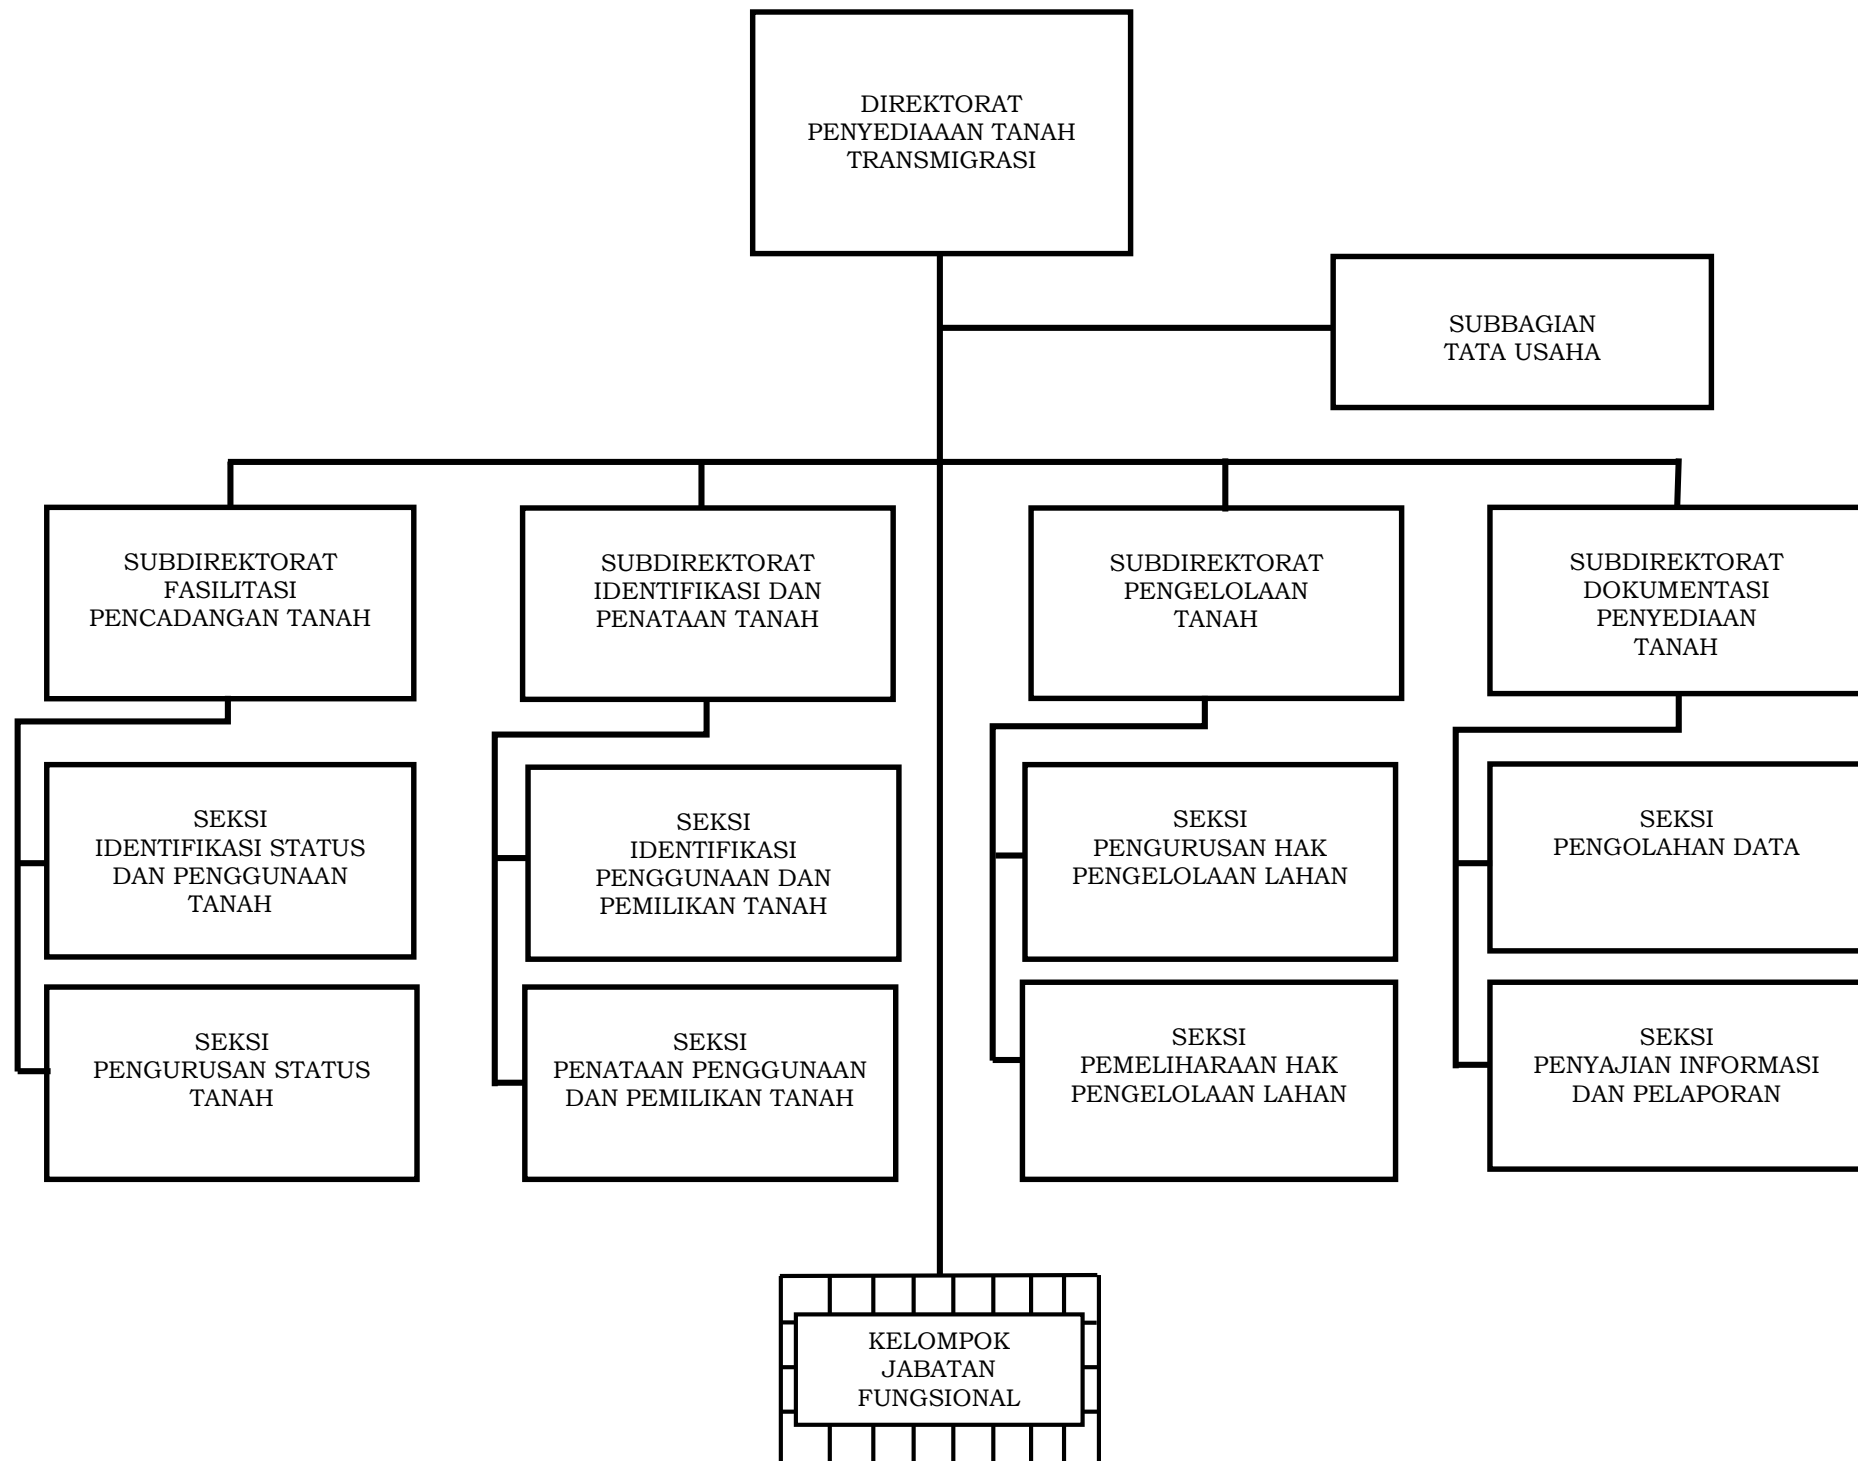 DIREKTORAT
PENYEDIAAAN TANAH
TRANSMIGRASI
SUBBAGIAN
TATA USAHA
SUBDIREKTORAT
FASILITASI
PENCADANGAN TANAH
SUBDIREKTORAT
IDENTIFIKASI DAN
PENATAAN TANAH
SUBDIREKTORAT
PENGELOLAAN
TANAH
SUBDIREKTORAT
DOKUMENTASI
PENYEDIAAN
TANAH
SEKSI
IDENTIFIKASI STATUS
DAN PENGGUNAAN
TANAH
SEKSI
IDENTIFIKASI
PENGGUNAAN DAN
PEMILIKAN TANAH
SEKSI
PENGURUSAN HAK
PENGELOLAAN LAHAN
SEKSI
PENGOLAHAN DATA
SEKSI
PENGURUSAN STATUS
TANAH
SEKSI
PENATAAN PENGGUNAAN
DAN PEMILIKAN TANAH
SEKSI
PEMELIHARAAN HAK
PENGELOLAAN LAHAN
SEKSI
PENYAJIAN INFORMASI
DAN PELAPORAN
KELOMPOK
JABATAN
FUNGSIONAL